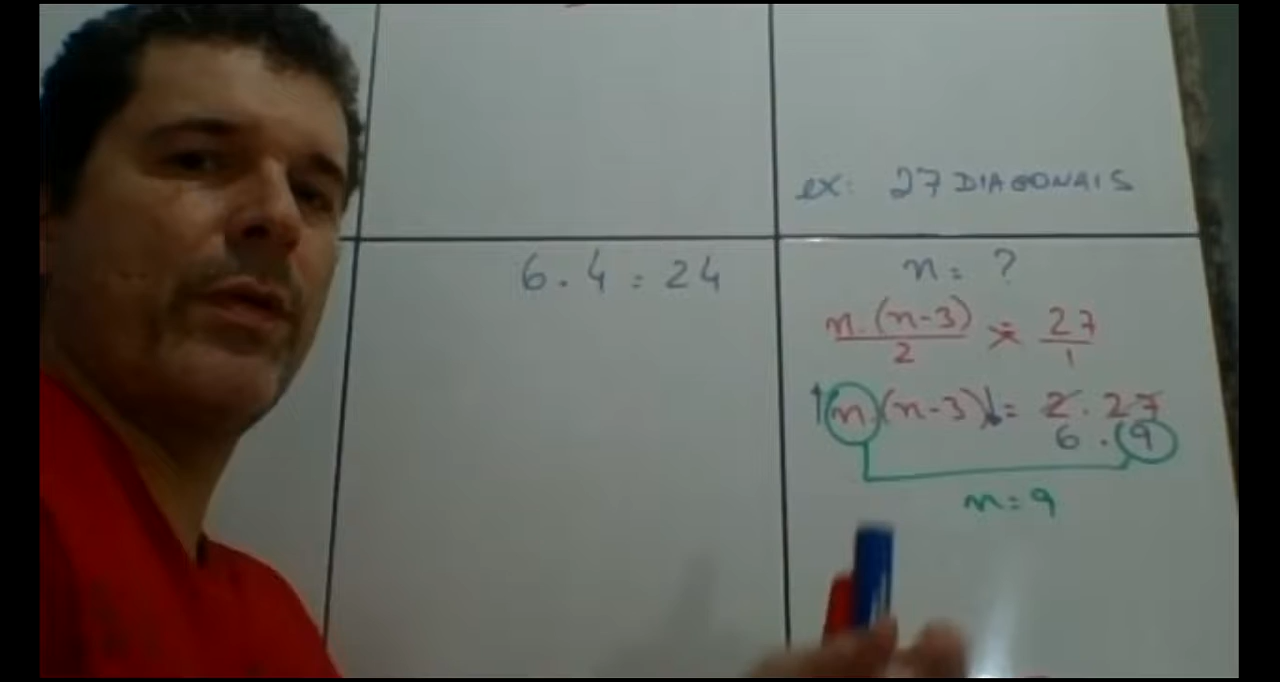 ex: 27 DIAGONAIS
6 . 4 = 24
n = ?
n.(n-3)/2 = 27/1
n.(n-3) = 2 . 27
6 . 9
n = 9